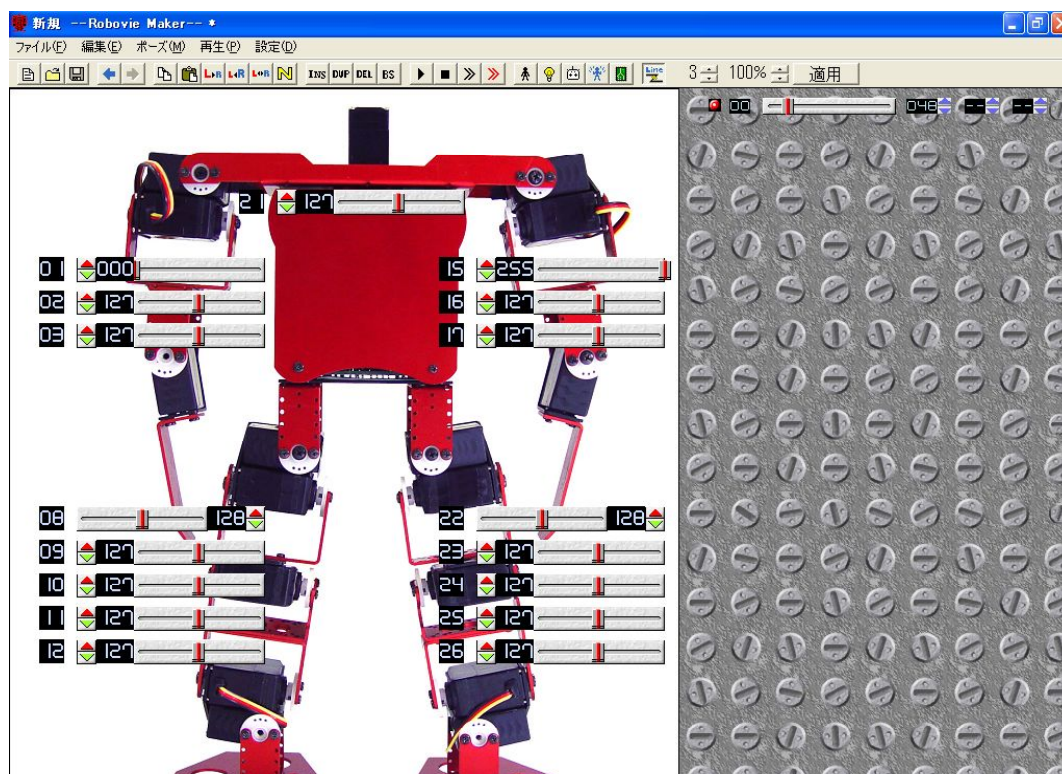 新規 --Robovie Maker-- *
ファイル(F) 編集(E) ポーズ(M) 再生(P) 設定(D)
L▸R L◂R L◂▸R N INS DUP DEL BS Line 3 100% 適用
00 048 -- --
21 127
01 000 15 255
02 127 16 127
03 127 17 127
08 128 22 128
09 127 23 127
10 127 24 127
11 127 25 127
12 127 26 127